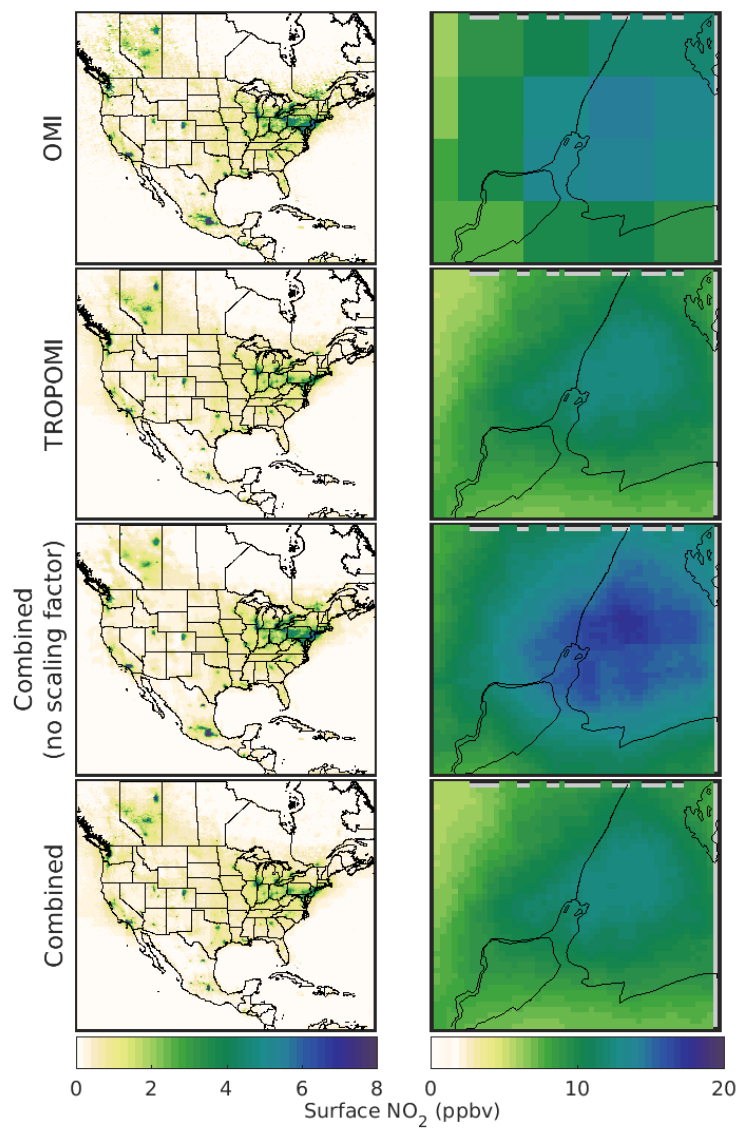 OMI
TROPOMI
Combined
(no scaling factor)
Combined
0 2 4 6 8
0 10 20
Surface NO2 (ppbv)